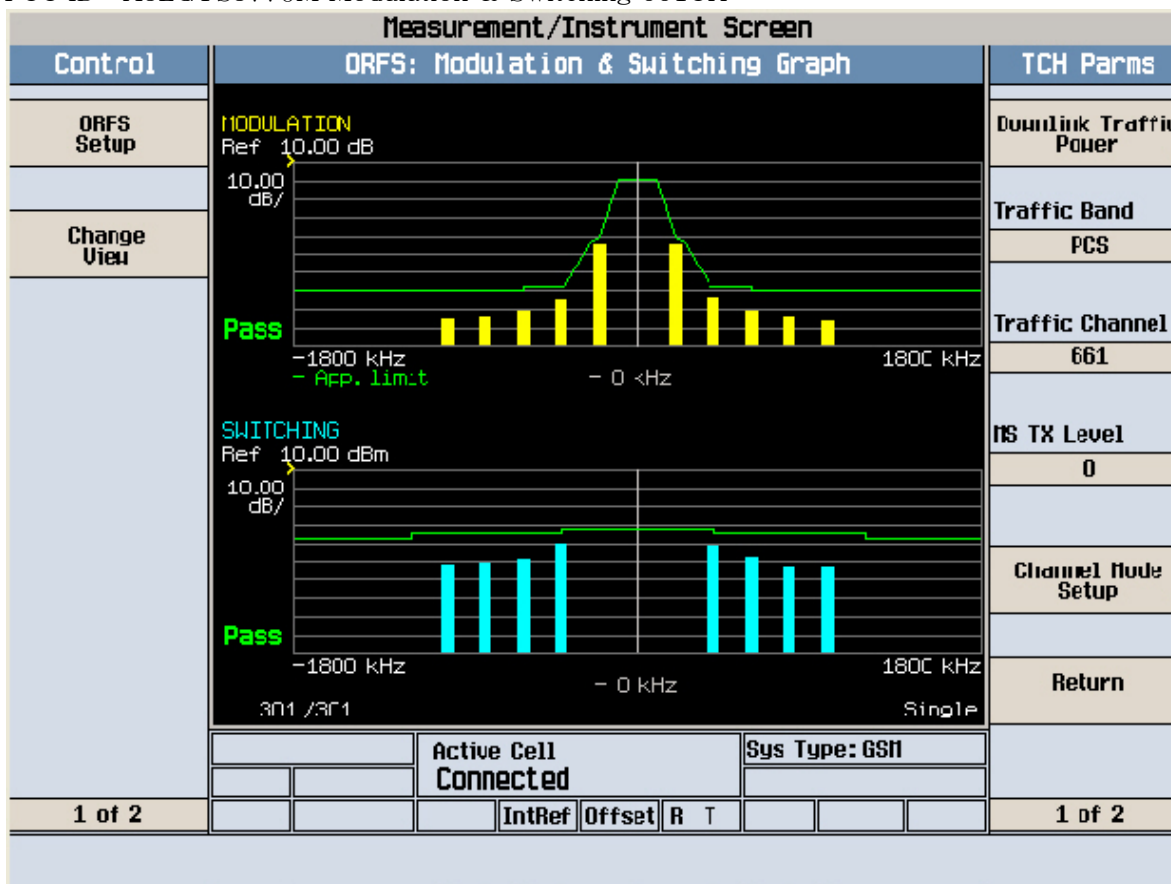 Measurement/Instrument Screen
Control
ORFS: Modulation & Switching Graph
TCH Parms
ORFS
Setup
Change
View
1 of 2
MODULATION
Ref 10.00 dB
10.00
dB/
Pass
-1800 kHz
1800 kHz
- App. limit
- 0 kHz
SWITCHING
Ref 10.00 dBm
10.00
dB/
Pass
-1800 kHz
1800 kHz
- 0 kHz
301 /301
Single
Active Cell
Connected
Sys Type: GSM
IntRef
Offset
R T
Downlink Traffic
Power
Traffic Band
PCS
Traffic Channel
661
MS TX Level
0
Channel Mode
Setup
Return
1 of 2